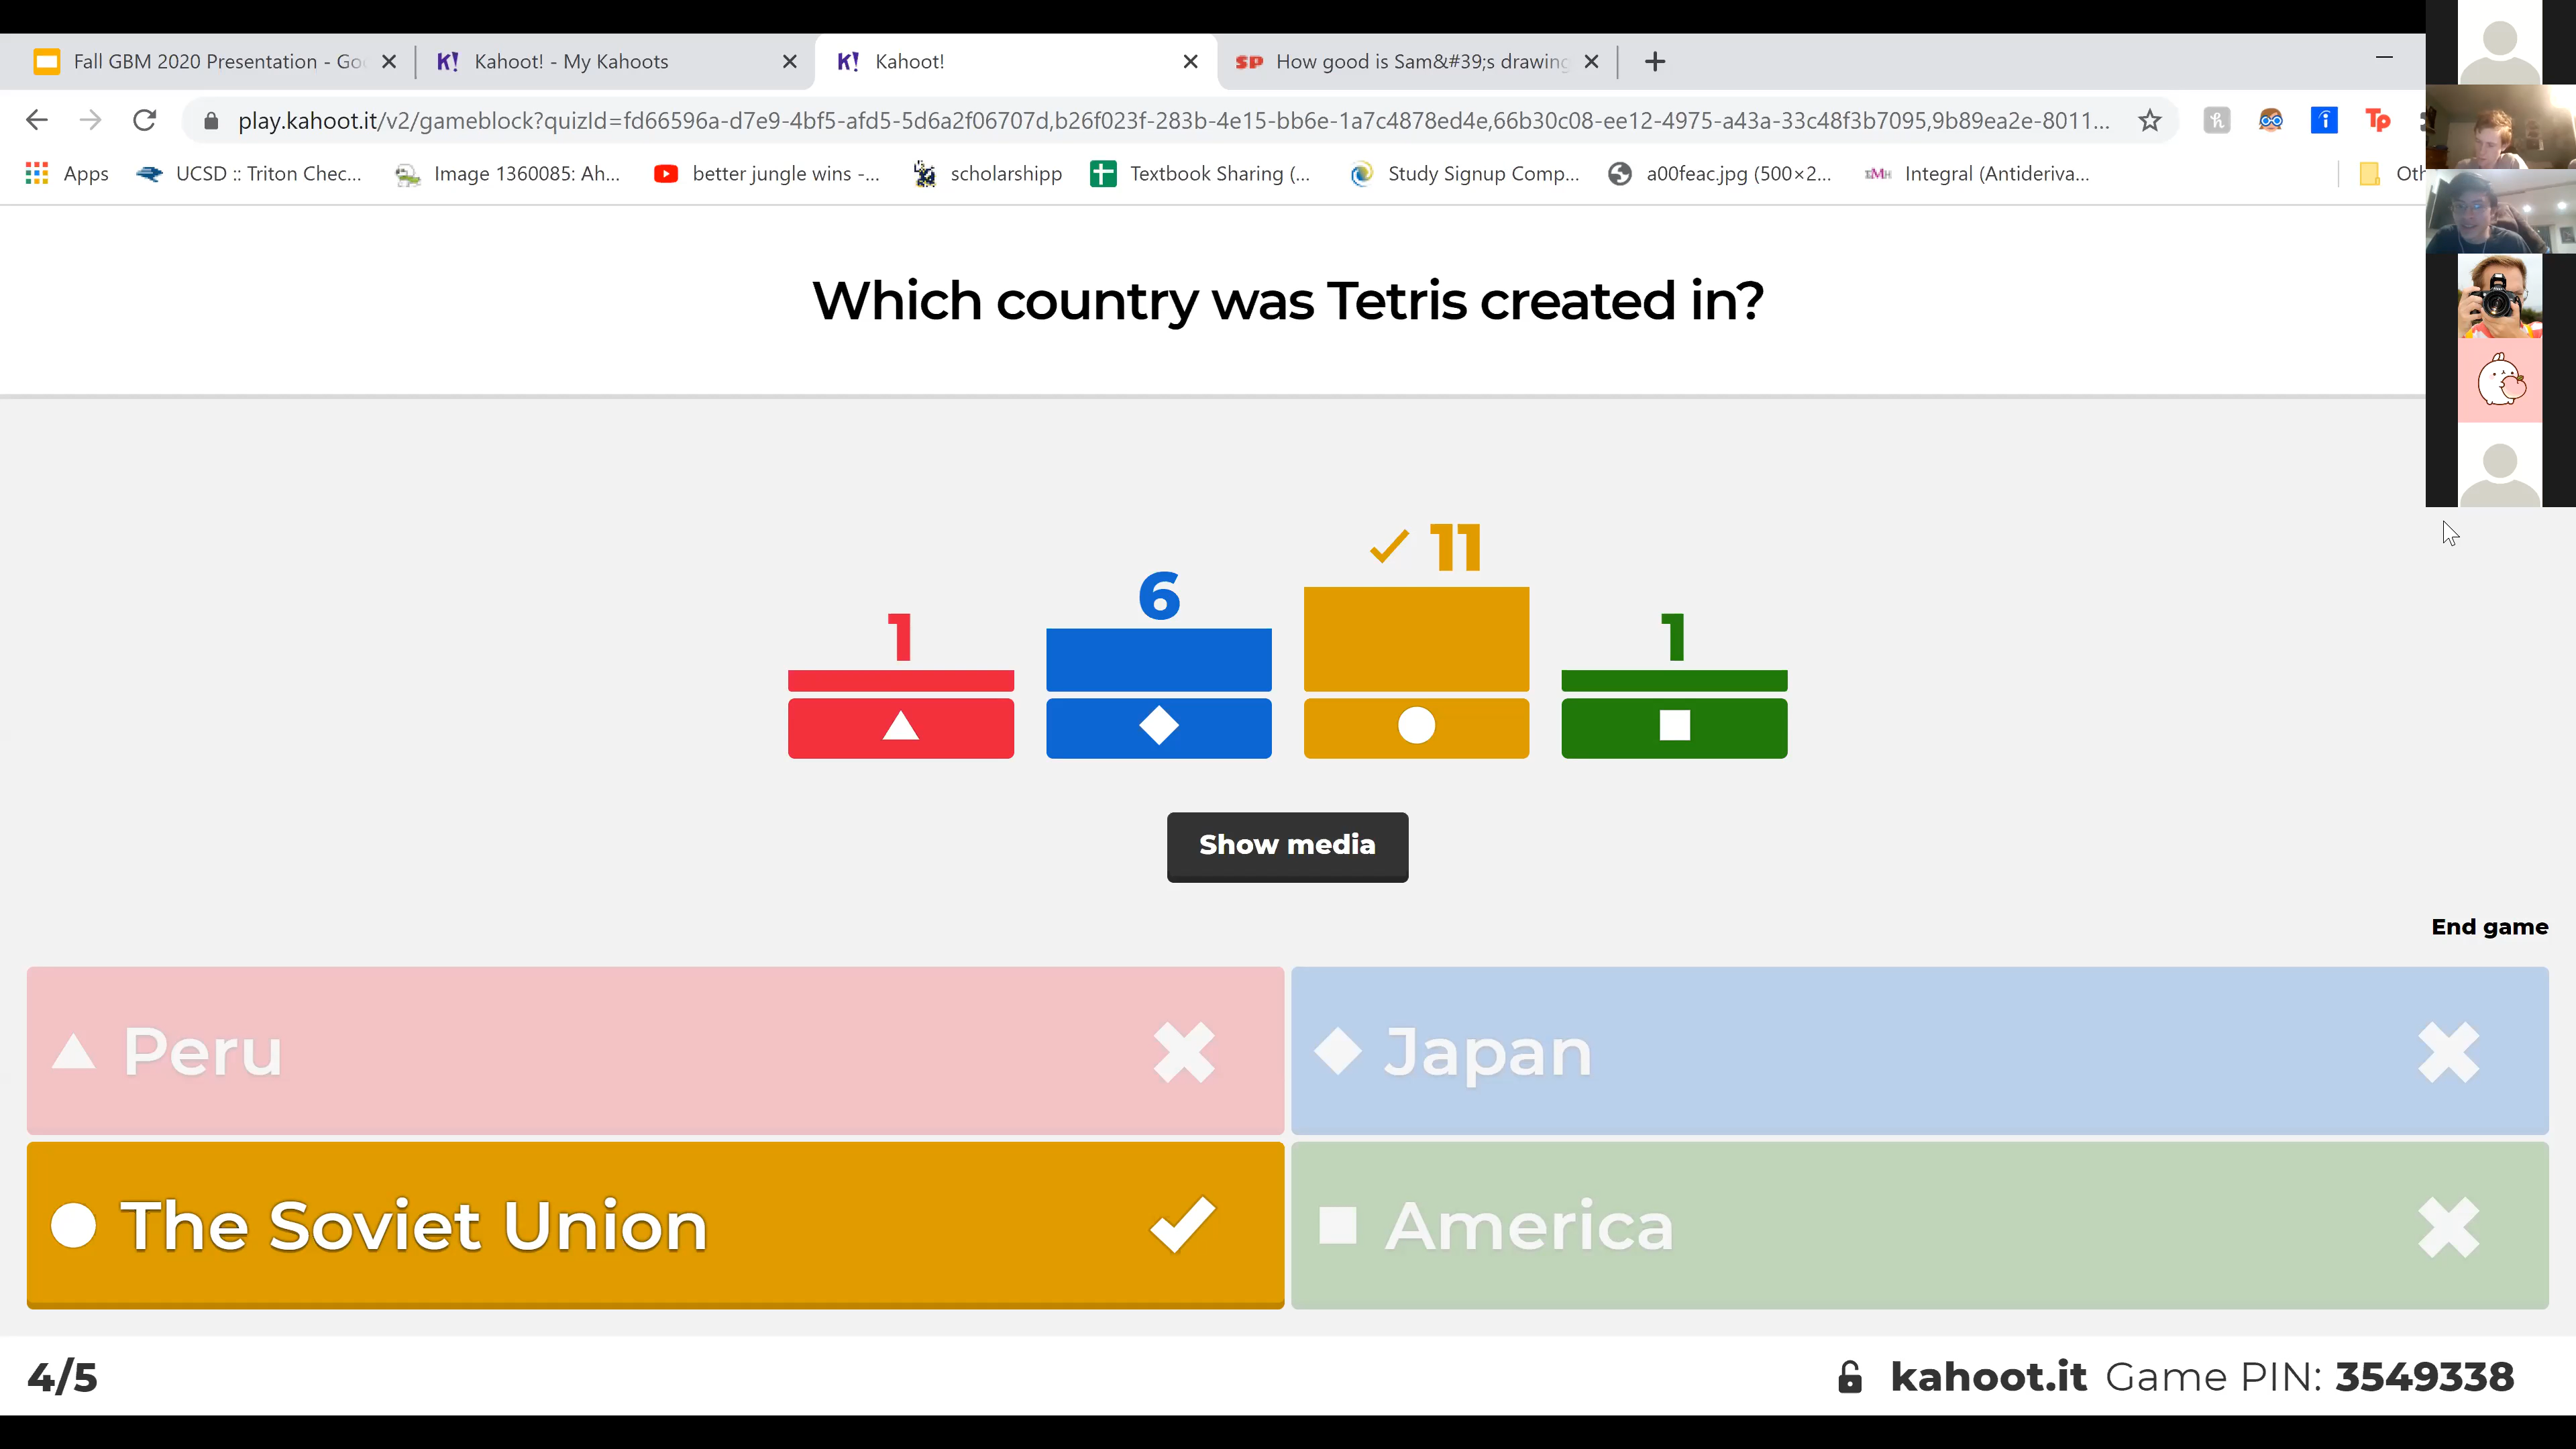 Fall GBM 2020 Presentation - Goo
K! Kahoot! - My Kahoots
K! Kahoot!
SP How good is Sam&#39;s drawing
play.kahoot.it/v2/gameblock?quizId=fd66596a-d7e9-4bf5-afd5-5d6a2f06707d,b26f023f-283b-4e15-bb6e-1a7c4878ed4e,66b30c08-ee12-4975-a43a-33c48f3b7095,9b89ea2e-8011...
Tp
Apps
UCSD :: Triton Chec...
Image 1360085: Ah...
better jungle wins -...
scholarshipp
Textbook Sharing (...
Study Signup Comp...
a00feac.jpg (500×2...
Integral (Antideriva...
Oth
Which country was Tetris created in?
1
6
11
1
Show media
End game
Peru
Japan
The Soviet Union
America
4/5
kahoot.it Game PIN: 3549338